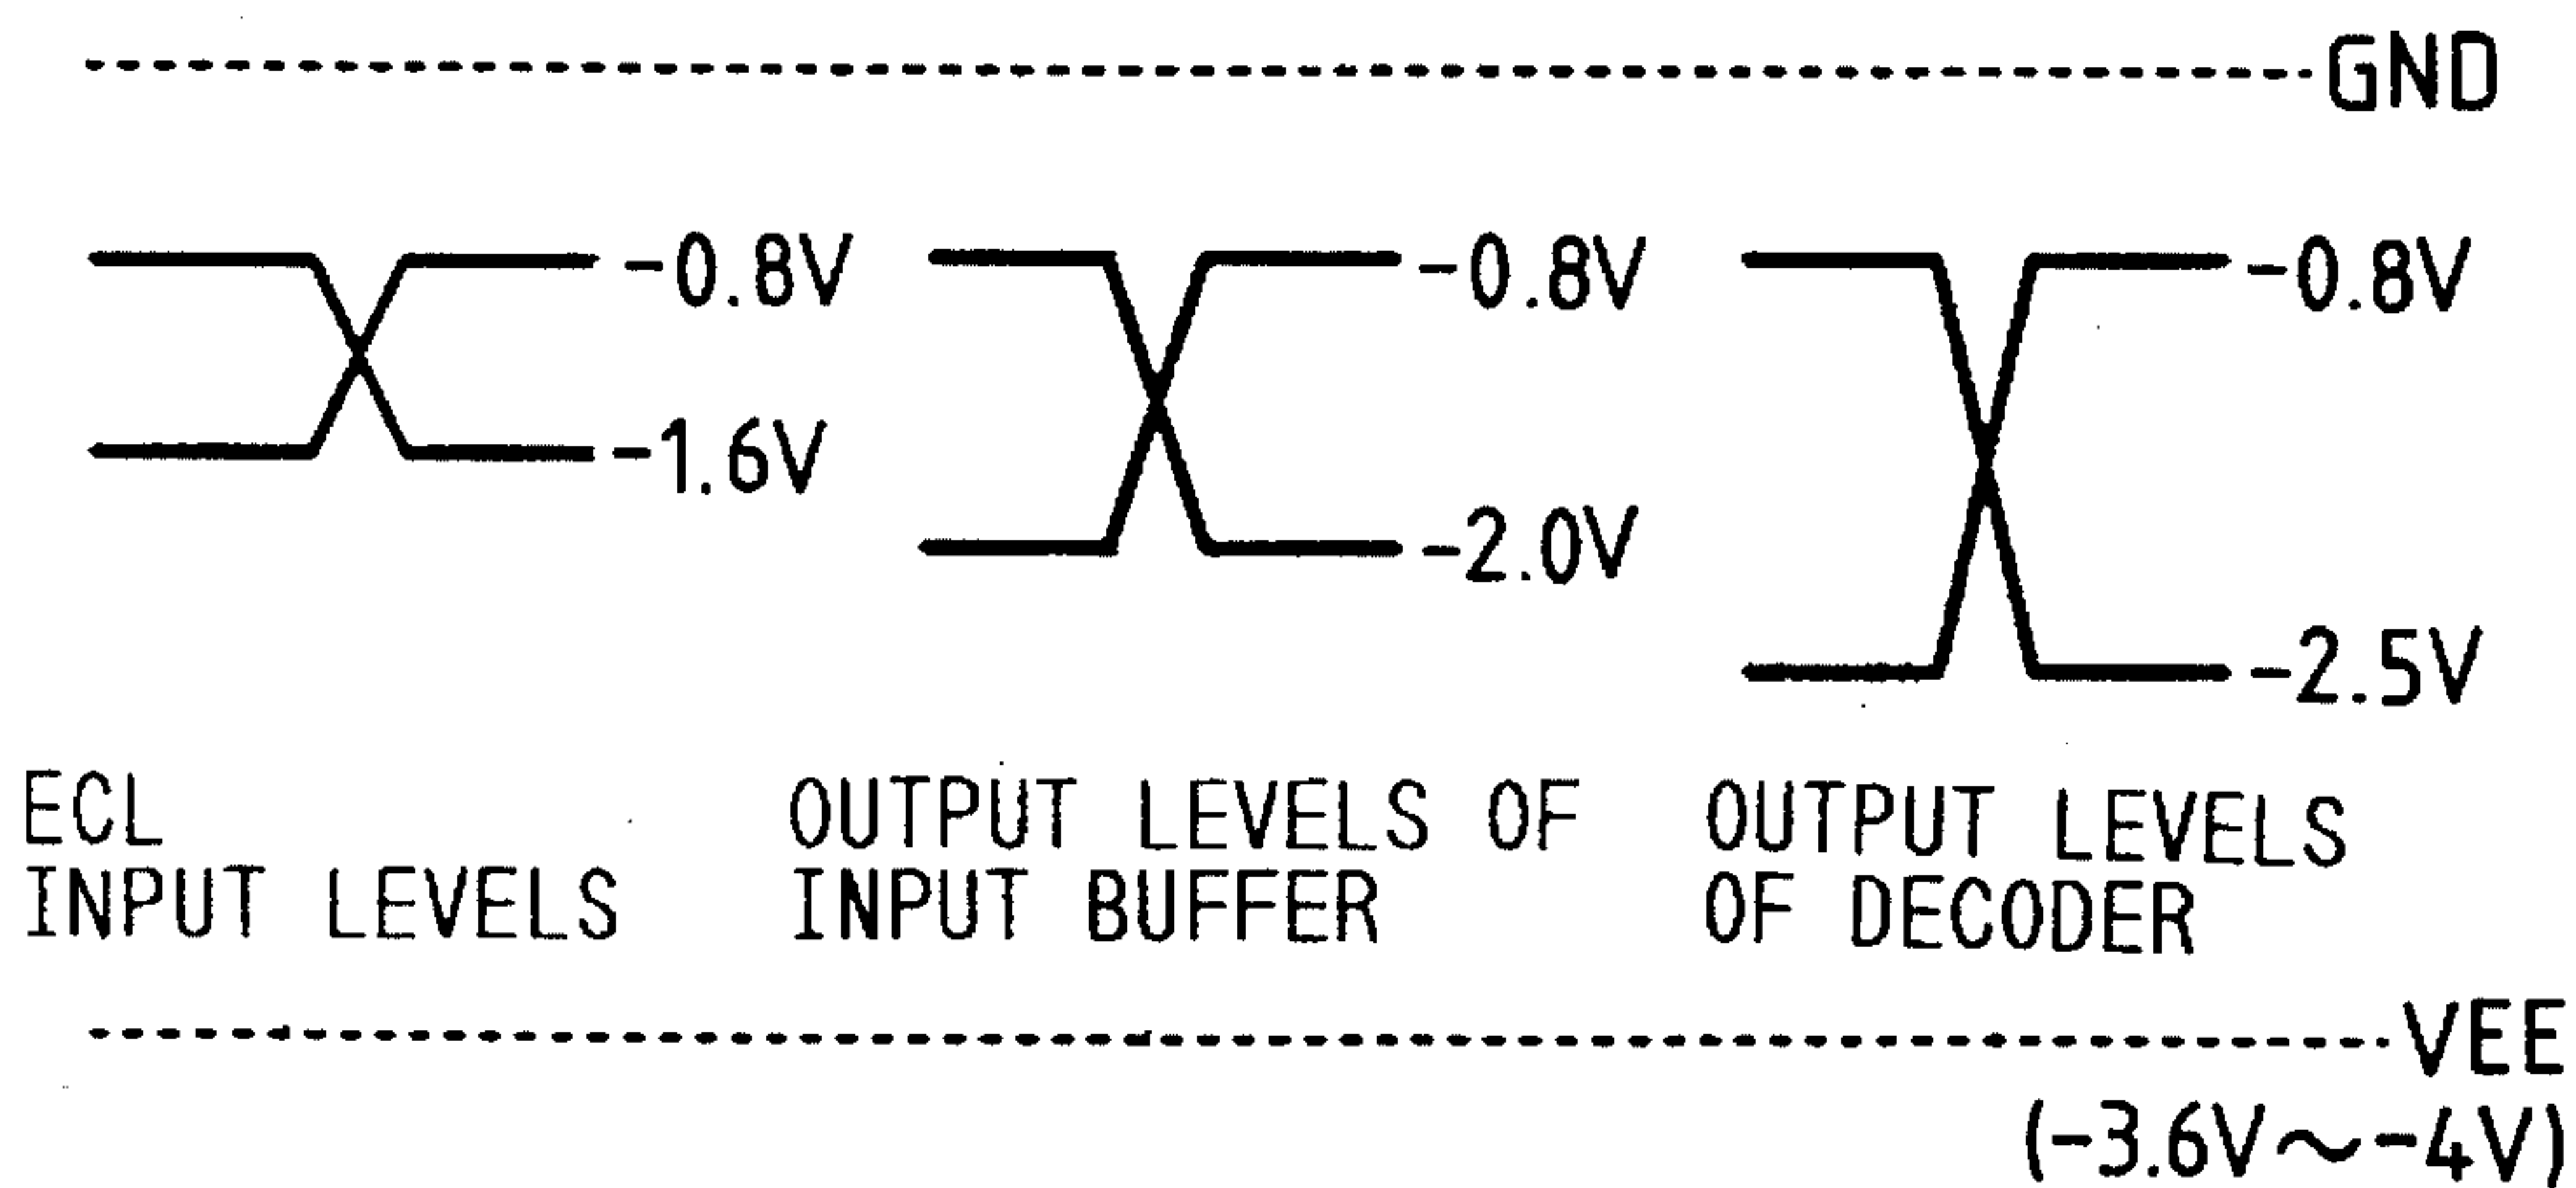 GND
-0.8V
-1.6V
-0.8V
-2.0V
-0.8V
-2.5V
ECL
INPUT LEVELS
OUTPUT LEVELS OF
INPUT BUFFER
OUTPUT LEVELS
OF DECODER
VEE
(-3.6V～-4V)